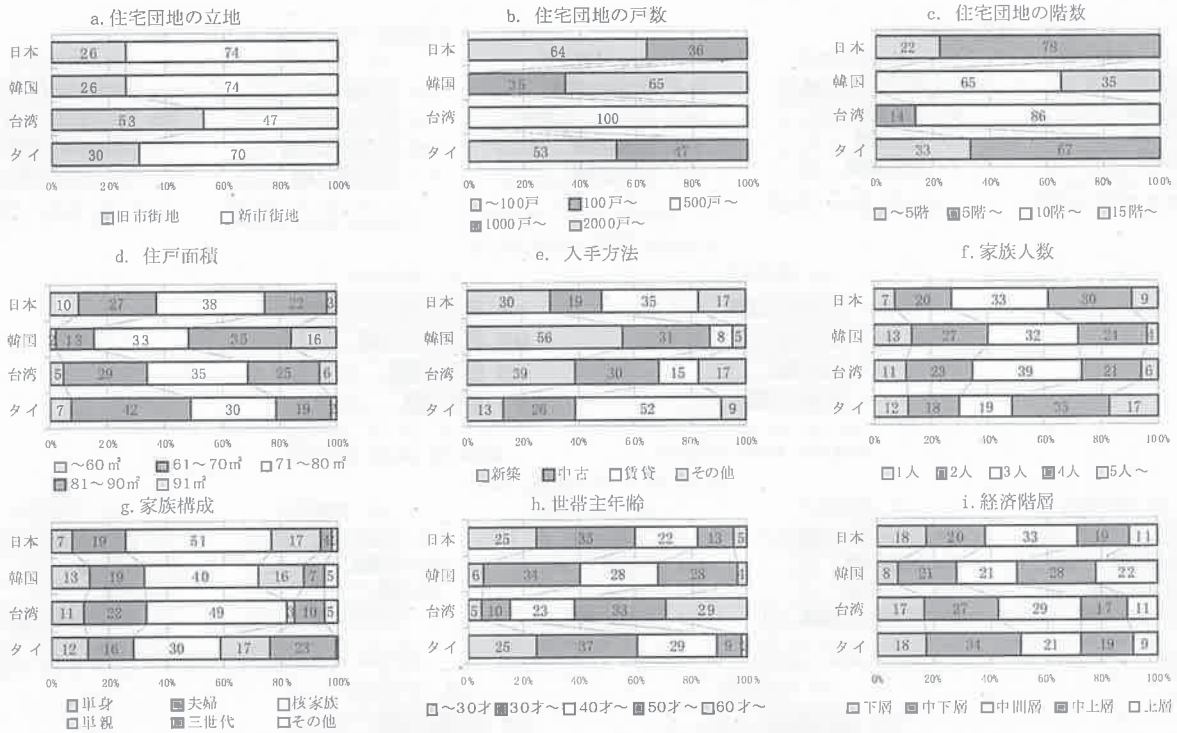 a.住宅団地の立地
日本 26 74
韓国 26 74
台湾 53 47
タイ 30 70
0% 20% 40% 60% 80% 100%
旧市街地 新市街地
b. 住宅団地の戸数
日本 64 36
韓国 35 65
台湾 100
タイ 53 47
0% 20% 40% 60% 80% 100%
～100戸 100戸～ 500戸～
1000戸～ 2000戸～
c. 住宅団地の階数
日本 22 78
韓国 65 35
台湾 14 86
タイ 33 67
0% 20% 40% 60% 80% 100%
～5階 5階～ 10階～ 15階～
d. 住戸面積
日本 10 27 38 22 3
韓国 2 13 33 35 16
台湾 5 29 35 25 6
タイ 7 42 30 19 2
0% 20% 40% 60% 80% 100%
～60㎡ 61～70㎡ 71～80㎡
81～90㎡ 91㎡
e. 入手方法
日本 30 19 35 17
韓国 56 31 8 5
台湾 39 30 15 17
タイ 13 26 52 9
0% 20% 40% 60% 80% 100%
新築 中古 賃貸 その他
f.家族人数
日本 7 20 33 30 9
韓国 13 27 32 24 4
台湾 11 23 39 21 6
タイ 12 18 19 35 17
0% 20% 40% 60% 80% 100%
1人 2人 3人 4人 5人～
g.家族構成
日本 7 19 51 17
韓国 13 19 40 16 7 5
台湾 11 22 49 3 10 5
タイ 12 16 30 17 23
0% 20% 40% 60% 80% 100%
単身 夫婦 核家族
単親 三世代 その他
h.世帯主年齢
日本 25 35 22 13 5
韓国 6 34 28 28 4
台湾 5 10 23 33 29
タイ 25 37 29 9
0% 20% 40% 60% 80% 100%
～30才 30才～ 40才～ 50才～ 60才～
i.経済階層
日本 18 20 33 19 11
韓国 8 21 21 28 22
台湾 17 27 29 17 11
タイ 18 34 21 19 9
0% 20% 40% 60% 80% 100%
下層 中下層 中間層 中上層 上層